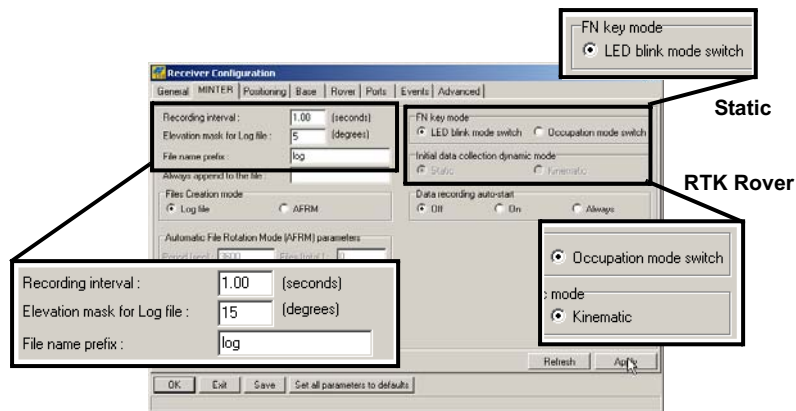 FN key mode
LED blink mode switch
Static
Receiver Configuration
General MINTER Positioning Base Rover Ports Events Advanced
Recording interval : 1.00 (seconds)
Elevation mask for Log file : 5 (degrees)
File name prefix : log
Always append to the file :
Files Creation mode
Log file AFRM
Automatic File Rotation Mode (AFRM) parameters
FN key mode
LED blink mode switch Occupation mode switch
Initial data collection dynamic mode
Static Kinematic
Data recording auto-start
Off On Always
RTK Rover
Occupation mode switch
mode
Kinematic
Recording interval : 1.00 (seconds)
Elevation mask for Log file : 15 (degrees)
File name prefix : log
Refresh Apply
OK Exit Save Set all parameters to defaults